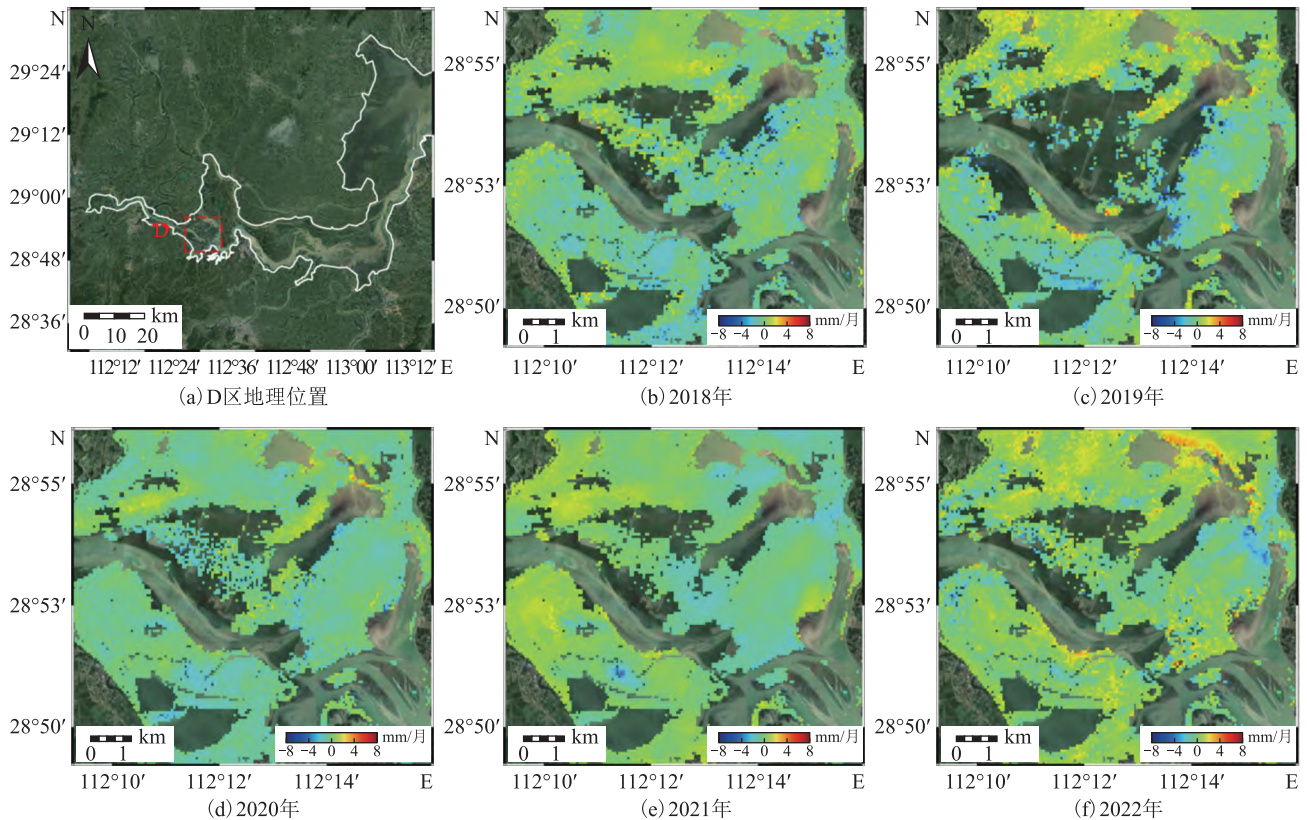 N
N
29°24′
29°12′
29°00′
28°48′
28°36′
D
km
0 10 20
112°12′ 112°24′ 112°36′ 112°48′ 113°00′ 113°12′ E
(a) D区地理位置
N
28°55′
28°53′
28°50′
km
0 1
mm/月
-8 -4 0 4 8
112°10′ 112°12′ 112°14′ E
(b) 2018年
N
28°55′
28°53′
28°50′
km
0 1
mm/月
-8 -4 0 4 8
112°10′ 112°12′ 112°14′ E
(c) 2019年
N
28°55′
28°53′
28°50′
km
0 1
mm/月
-8 -4 0 4 8
112°10′ 112°12′ 112°14′ E
(d) 2020年
N
28°55′
28°53′
28°50′
km
0 1
mm/月
-8 -4 0 4 8
112°10′ 112°12′ 112°14′ E
(e) 2021年
N
28°55′
28°53′
28°50′
km
0 1
mm/月
-8 -4 0 4 8
112°10′ 112°12′ 112°14′ E
(f) 2022年